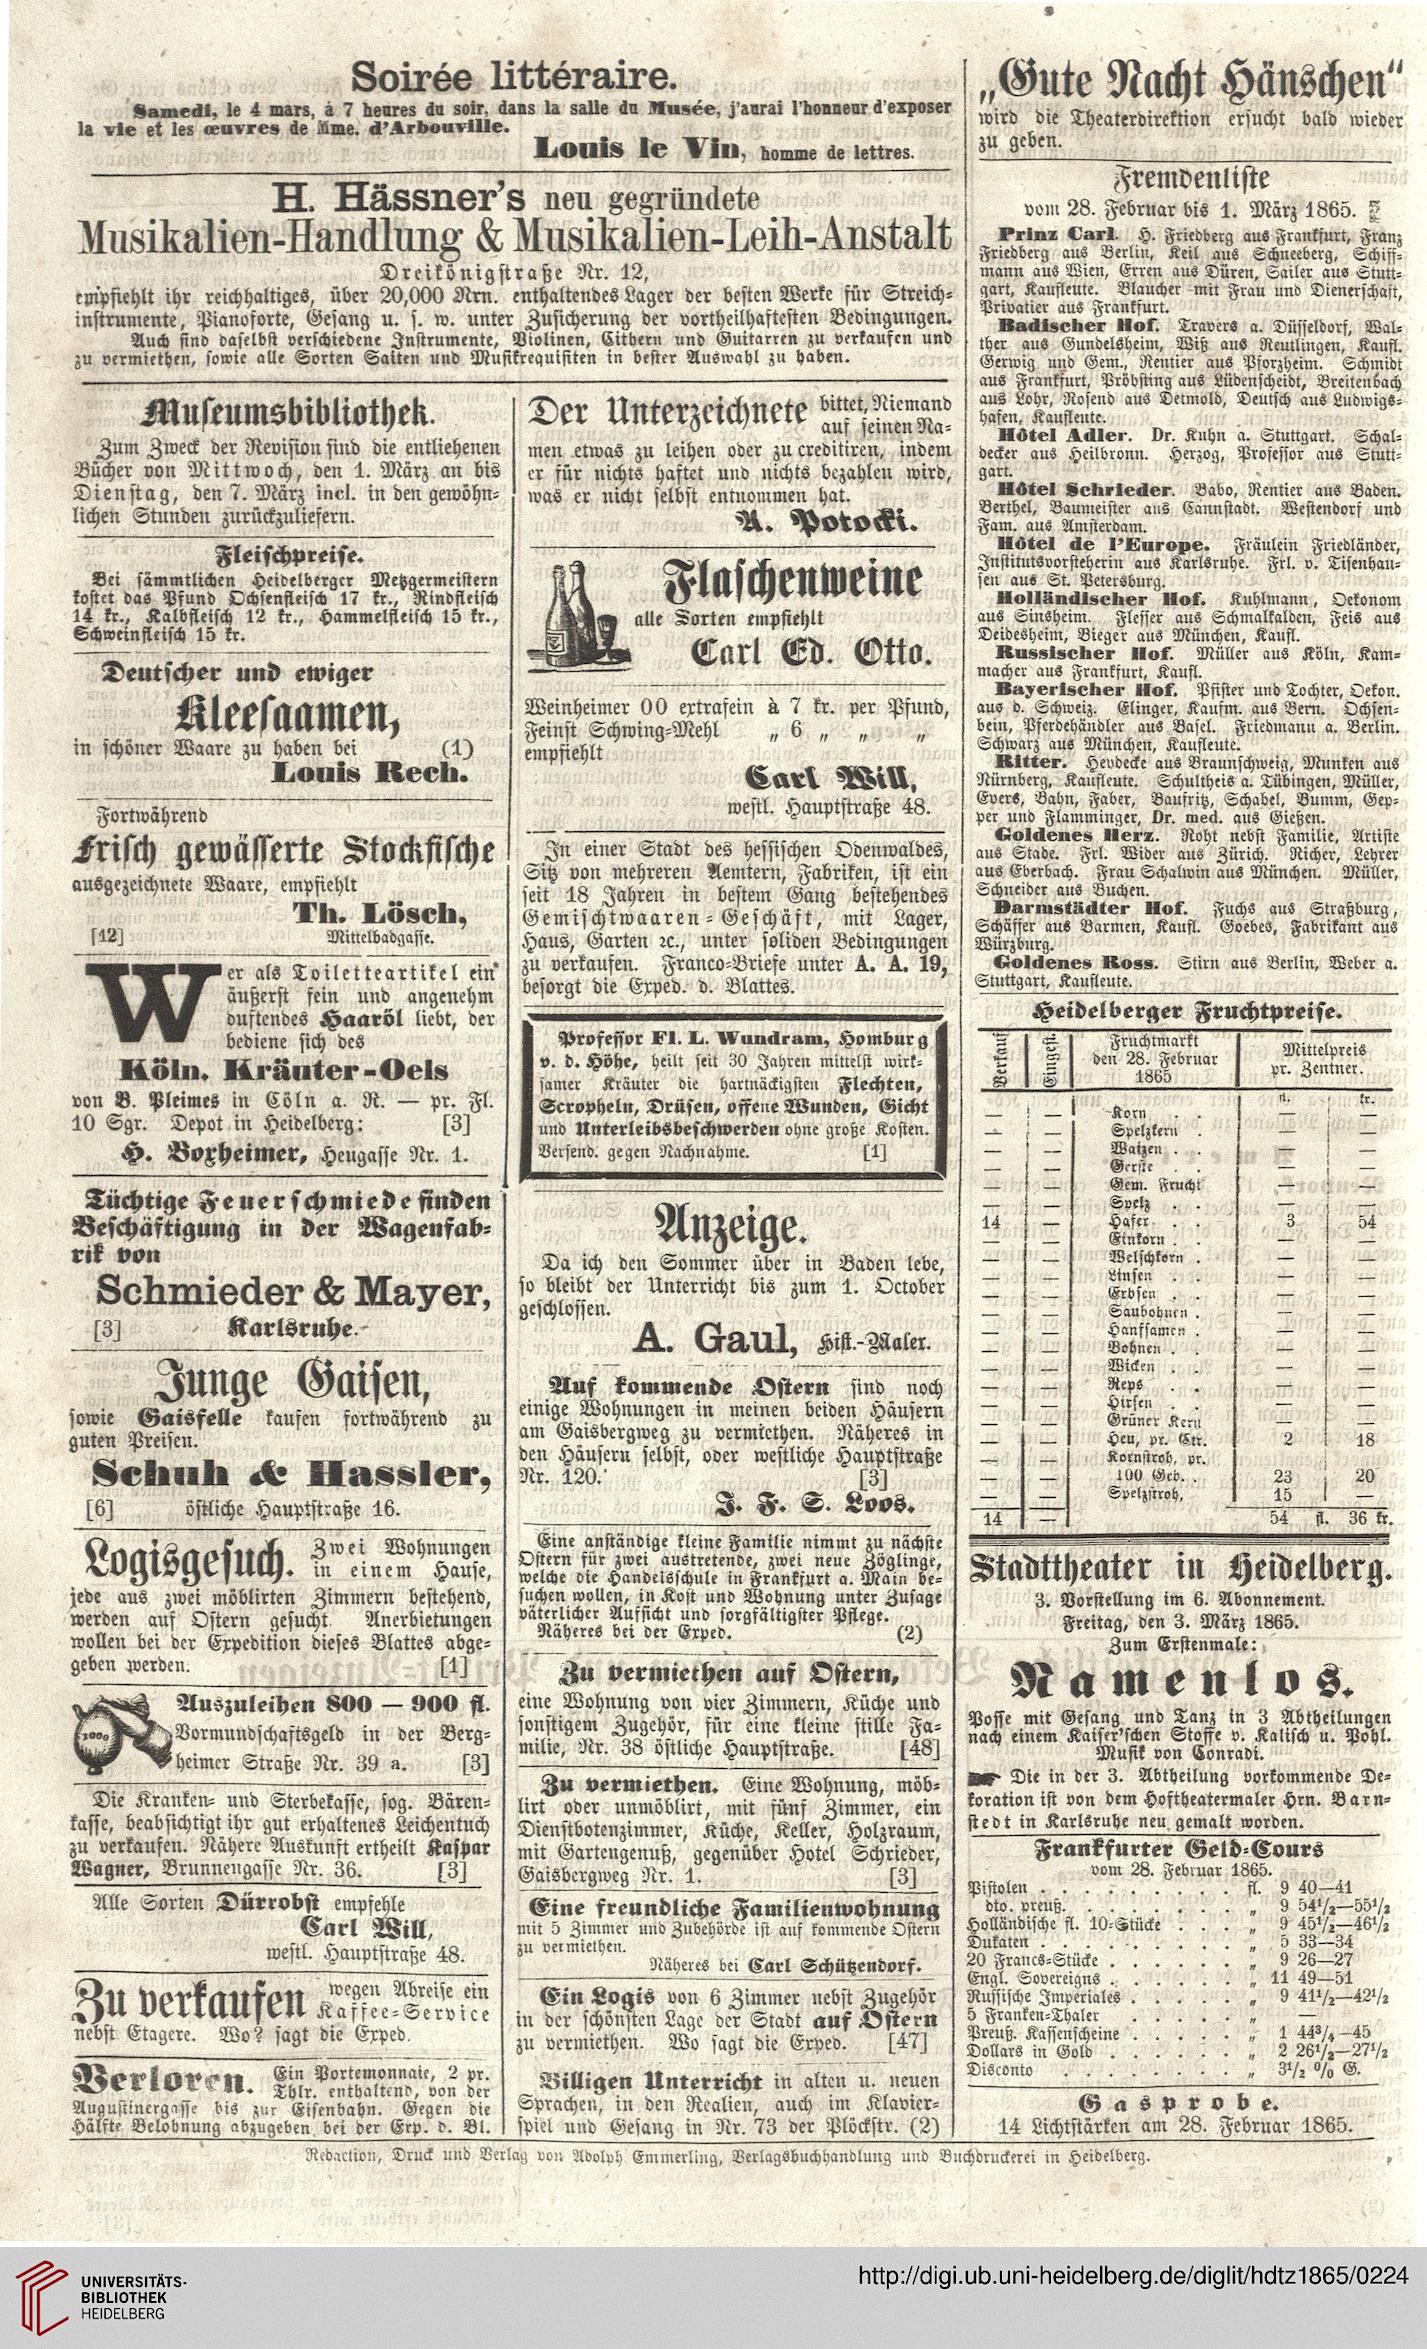 Soirée littéraire.
Samedi, le 4 mars, à 7 heures du soir, dans la salle du Musée, j'aurai l'honneur d'exposer
la vie et les œuvres de Mme. d'Arbouville.
Louis le Vin, homme de lettres.
H. Hässner's neu gegründete
Musikalien-Handlung & Musikalien-Leih-Anstalt
Dreikönigstraße Nr. 12,
empfiehlt ihr reichhaltiges, über 20,000 Nrn. enthaltendes Lager der besten Werke für Streich-
instrumente, Pianoforte, Gesang u. s. w. unter Zusicherung der vortheilhaftesten Bedingungen.
Auch sind daselbst verschiedene Instrumente, Violinen, Cithern und Guitarren zu verkaufen und
zu vermiethen, sowie alle Sorten Saiten und Musikrequisiten in bester Auswahl zu haben.
Museumsbibliothek.
Zum Zweck der Revision sind die entliehenen
Bücher von Mittwoch, den 1. März an bis
Dienstag, den 7. März incl. in den gewöhn-
lichen Stunden zurückzuliefern.
Fleischpreise.
Bei sämmtlichen Heidelberger Metzgermeistern
kostet das Pfund Ochsenfleisch 17 kr., Rindfleisch
14 kr., Kalbfleisch 12 kr., Hammelfleisch 15 kr.,
Schweinfleisch 15 kr.
Deutscher und ewiger
Kleesaamen,
in schöner Waare zu haben bei (1)
Louis Rech.
Fortwährend
frisch gewässerte Stockfische
ausgezeichnete Waare, empfiehlt
Th. Lösch,
[12] Mittelbadgasse.
Wer als Toiletteartikel ein
äußerst fein und angenehm
duftendes Haaröl liebt, der
bediene sich des
Köln. Kräuter-Oels
von B. Pleimes in Cöln a. R. — pr. Fl.
10 Sgr. Depot in Heidelberg: [3]
H. Boxheimer, Heugasse Nr. 1.
Tüchtige Feuerschmiede finden
Beschäftigung in der Wagenfab-
rik von
Schmieder & Mayer,
[3] Karlsruhe.
Junge Gaisen,
sowie Gaisfelle kaufen fortwährend zu
guten Preisen.
Schuh & Hassler,
[6] östliche Hauptstraße 16.
Logisgesuch. Zwei Wohnungen
in einem Hause,
jede aus zwei möblirten Zimmern bestehend,
werden auf Ostern gesucht. Anerbietungen
wollen bei der Expedition dieses Blattes abge-
geben werden. [1]
1000
Auszuleihen 800 — 900 fl.
Vormundschaftsgeld in der Berg-
heimer Straße Nr. 39 a. [3]
Die Kranken- und Sterbekasse, sog. Bären-
kasse, beabsichtigt ihr gut erhaltenes Leichentuch
zu verkaufen. Nähere Auskunft ertheilt Kaspar
Wagner, Brunnengasse Nr. 36. [3]
Alle Sorten Dürrobst empfehle
Carl Will,
westl. Hauptstraße 48.
Zu verkaufen wegen Abreise ein
Kaffee-Service
nebst Etagere. Wo? sagt die Exped.
Verloren. Ein Portemonnaie, 2 pr.
Thlr. enthaltend, von der
Augustinergasse bis zur Eisenbahn. Gegen die
Hälfte Belohnung abzugeben bei der Exp. d. Bl.
Der Unterzeichnete bittet, Niemand
auf seinen Na-
men etwas zu leihen oder zu creditiren, indem
er für nichts haftet und nichts bezahlen wird,
was er nicht selbst entnommen hat.
A. Potocki.
Flaschenweine
alle Sorten empfiehlt
Carl Ed. Otto.
Weinheimer 00 extrafein à 7 kr. per Pfund,
Feinst Schwing-Mehl „ 6 „ „ „
empfiehlt
Carl Will,
westl. Hauptstraße 48.
In einer Stadt des hessischen Odenwaldes,
Sitz von mehreren Aemtern, Fabriken, ist ein
seit 18 Jahren in bestem Gang bestehendes
Gemischtwaaren-Geschäft, mit Lager,
Haus, Garten ꝛc., unter soliden Bedingungen
zu verkaufen. Franco-Briefe unter A. A. 19,
besorgt die Exped. d. Blattes.
Professor Fl. L. Wundram, Homburg
v. d. Höhe, heilt seit 30 Jahren mittelst wirk-
samer Kräuter die hartnäckigsten Flechten,
Scropheln, Drüsen, offene Wunden, Gicht
und Unterleibsbeschwerden ohne große Kosten.
Versend. gegen Nachnahme. [1]
Anzeige.
Da ich den Sommer über in Baden lebe,
so bleibt der Unterricht bis zum 1. October
geschlossen.
A. Gaul, Hist.-Maler.
Auf kommende Ostern sind noch
einige Wohnungen in meinen beiden Häusern
am Gaisbergweg zu vermiethen. Näheres in
den Häusern selbst, oder westliche Hauptstraße
Nr. 120. [3]
J. F. S. Loos.
Eine anständige kleine Familie nimmt zu nächste
Ostern für zwei austretende, zwei neue Zöglinge,
welche die Handelsschule in Frankfurt a. Main be-
suchen wollen, in Kost und Wohnung unter Zusage
väterlicher Aufsicht und sorgfältigster Pflege.
Näheres bei der Exped. (2)
Zu vermiethen auf Ostern,
eine Wohnung von vier Zimmern, Küche und
sonstigem Zugehör, für eine kleine stille Fa-
milie, Nr. 38 östliche Hauptstraße. [48]
Zu vermiethen. Eine Wohnung, möb-
lirt oder unmöblirt, mit fünf Zimmer, ein
Dienstbotenzimmer, Küche, Keller, Holzraum,
mit Gartengenuß, gegenüber Hotel Schrieder,
Gaisbergweg Nr. 1. [3]
Eine freundliche Familienwohnung
mit 5 Zimmer und Zubehörde ist auf kommende Ostern
zu vermiethen.
Näheres bei Carl Schützendorf.
Ein Logis von 6 Zimmer nebst Zugehör
in der schönsten Lage der Stadt auf Ostern
zu vermiethen. Wo sagt die Exped. [47]
Billigen Unterricht in alten u. neuen
Sprachen, in den Realien, auch im Klavier-
spiel und Gesang in Nr. 73 der Plöckstr. (2)
„Gute Nacht Hänschen“
wird die Theaterdirektion ersucht bald wieder
zu geben.
Fremdenliste
vom 28. Februar bis 1. März 1865.
Prinz Carl. H. Friedberg aus Frankfurt, Franz
Friedberg aus Berlin, Keil aus Schneeberg, Schiff-
mann aus Wien, Erren aus Düren, Sailer aus Stutt-
gart, Kaufleute. Blaucher mit Frau und Dienerschaft,
Privatier aus Frankfurt.
Badischer Hof. Travers a. Düsseldorf, Wal-
ther aus Gundelsheim, Witz aus Reutlingen, Kaufl.
Gerwig und Gem., Rentier aus Pforzheim. Schmidt
aus Frankfurt, Pröbsting aus Lüdenscheidt, Breitenbach
aus Lohr, Rosend aus Detmold, Deutsch aus Ludwigs-
hafen, Kaufleute.
Hôtel Adler. Dr. Kuhn a. Stuttgart. Schal-
decker aus Heilbronn. Herzog, Professor aus Stutt-
gart.
Hôtel Schrieder. Babo, Rentier aus Baden.
Berthel, Baumeister aus Cannstadt. Westendorf und
Fam. aus Amsterdam.
Hôtel de l'Europe. Fräulein Friedländer,
Institutsvorsteherin aus Karlsruhe. Frl. v. Tisenhau-
sen aus St. Petersburg.
Holländischer Hof. Kuhlmann, Oekonom
aus Sinsheim. Flesser aus Schmalkalden, Feis aus
Deidesheim, Bieger aus München, Kaufl.
Russischer Hof. Müller aus Köln, Kam-
macher aus Frankfurt, Kaufl.
Bayerischer Hof. Pfister und Tochter, Oekon.
aus d. Schweiz. Elinger, Kaufm. aus Bern. Ochsen-
bein, Pferdehändler aus Basel. Friedmann a. Berlin.
Schwarz aus München, Kaufleute.
Ritter. Heydecke aus Braunschweig, Munken aus
Nürnberg, Kaufleute. Schultheis a. Tübingen, Müller,
Evers, Bahn, Faber, Baufritz, Schabel, Bumm, Gep-
per und Flamminger, Dr. med. aus Gießen.
Goldenes Herz. Roht nebst Familie, Artiste
aus Stade. Frl. Wider aus Zürich. Richer, Lehrer
aus Eberbach. Frau Schalwin aus München. Müller,
Schneider aus Buchen.
Darmstädter Hof. Fuchs aus Straßburg,
Schäffer aus Barmen, Kaufl. Goebes, Fabrikant aus
Würzburg.
Goldenes Ross. Stirn aus Berlin, Weber a.
Stuttgart, Kaufleute.
Heidelberger Fruchtpreise.
Verkauf Eingest. Fruchtmarkt
den 28. Februar
1865 Mittelpreis
pr. Zentner.
fl. kr.
— — Korn . . — —
— — Spelzkern . — —
— — Waizen . . — —
— — Gerste . . — —
— — Gem. Frucht — —
— — Spelz . . — —
14 — Hafer . . 3 54
— — Einkorn . . — —
— — Welschkorn . — —
— — Linsen . . — —
— — Erbsen . . — —
— — Saubohnen . — —
— — Hanfsamen . — —
— — Bohnen . . — —
— — Wicken — —
— — Reps . . — —
— — Hirsen . . — —
— — Grüner Kern — —
— — Heu, pr. Ctr. 2 18
Kornstroh, pr.
— — 100 Geb. . 23 20
— — Spelzstroh, 15 —
14 — 54 fl. 36 kr.
Stadttheater in Heidelberg.
3. Vorstellung im 6. Abonnement.
Freitag, den 3. März 1865.
Zum Erstenmale:
Namenlos.
Posse mit Gesang und Tanz in 3 Abtheilungen
nach einem Kaiser'schen Stoffe v. Kalisch u. Pohl.
Musik von Conradi.
☛ Die in der 3. Abtheilung vorkommende De-
koration ist von dem Hoftheatermaler Hrn. Barn-
stedt in Karlsruhe neu gemalt worden.
Frankfurter Geld-Cours
vom 28. Februar 1865.
Pistolen . . . . . fl. 9 40—41
dto. preuß. . . . . „ 9 54½—55½
Holländische fl. 10-Stücke . . . „ 9 45½—46½
Dukaten . . . . . „ 5 33—34
20 Francs-Stücke . . . . . „ 9 26—27
Engl. Sovereigns . . . . . „ 11 49—51
Russische Imperiales . . . . . „ 9 41½—42½
5 Franken-Thaler . . . . . „ —
Preuß. Kassenscheine . . . . . „ 1 44¾—45
Dollars in Gold . . . . . „ 2 26½—27½
Disconto . . . . . „ 3½ % G.
Gasprobe.
14 Lichtstärken am 28. Februar 1865.
Redaction, Druck und Verlag von Adolph Emmerling, Verlagsbuchhandlung und Buchdruckerei in Heidelberg.
UNIVERSITÄTS-
BIBLIOTHEK
HEIDELBERG
http://digi.ub.uni-heidelberg.de/diglit/hdtz1865/0224